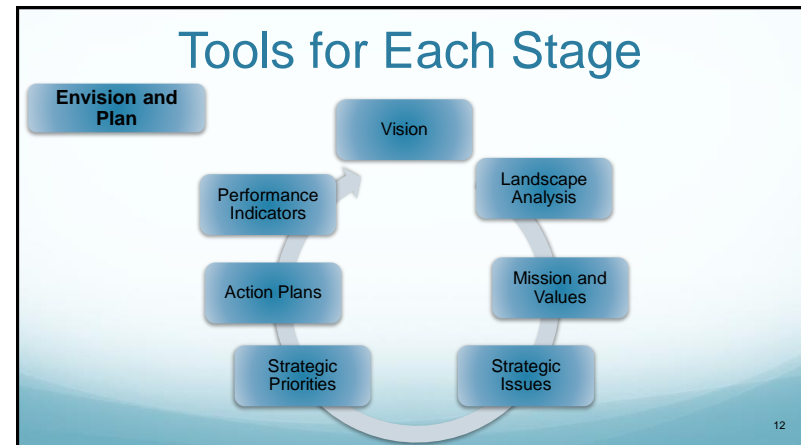 Tools for Each Stage
Envision and
Plan
Vision
Landscape
Analysis
Mission and
Values
Strategic
Issues
Strategic
Priorities
Action Plans
Performance
Indicators
12